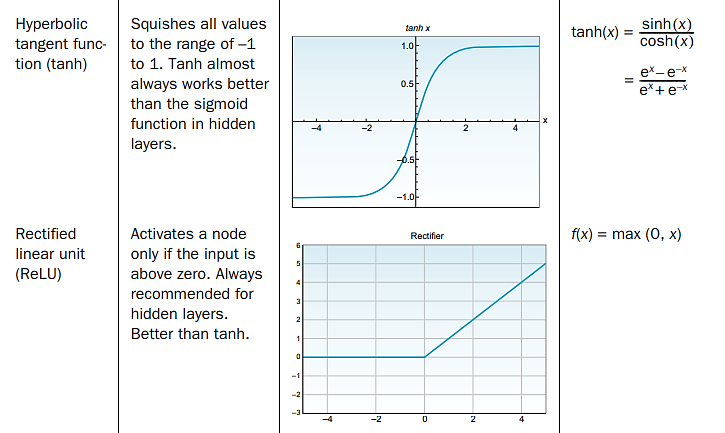 Hyperbolic
tangent func-
tion (tanh)
Squishes all values
to the range of –1
to 1. Tanh almost
always works better
than the sigmoid
function in hidden
layers.
tanh x
1.0
0.5
–0.5
–1.0
–4 –2 2 4
x
tanh(x) = sinh(x)
cosh(x)
= eˣ – e⁻ˣ
eˣ + e⁻ˣ
Rectified
linear unit
(ReLU)
Activates a node
only if the input is
above zero. Always
recommended for
hidden layers.
Better than tanh.
Rectifier
6
5
4
3
2
1
0
–1
–2
–3
–4 –2 0 2 4
f(x) = max (0, x)